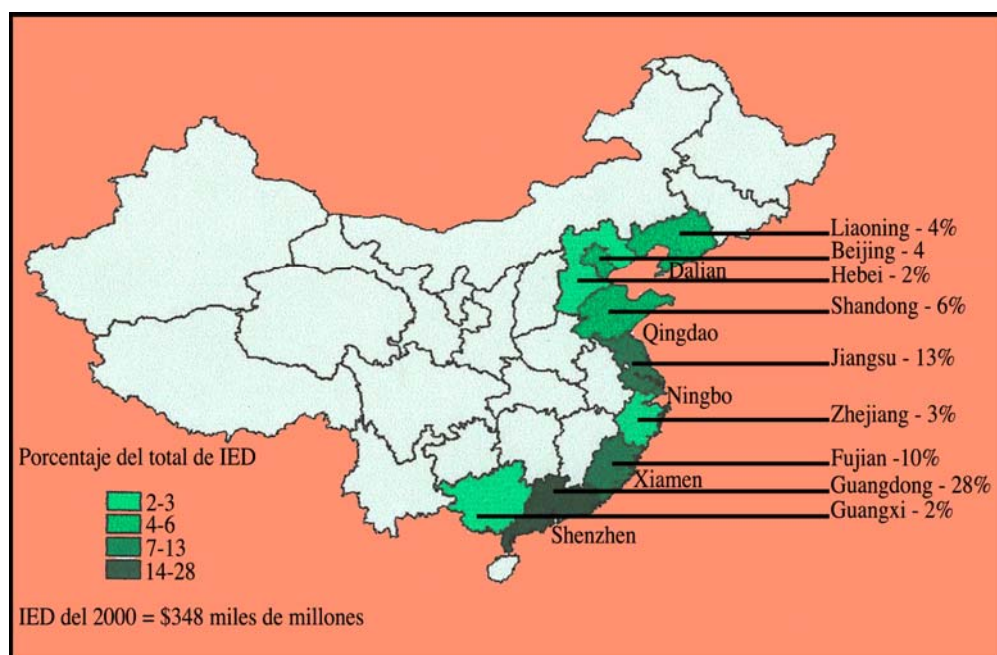 Liaoning - 4%
Beijing - 4
Dalian
Hebei - 2%
Shandong - 6%
Qingdao
Jiangsu - 13%
Ningbo
Zhejiang - 3%
Porcentaje del total de IED
Fujian -10%
Xiamen
Guangdong - 28%
Guangxi - 2%
Shenzhen
2-3
4-6
7-13
14-28
IED del 2000 = $348 miles de millones